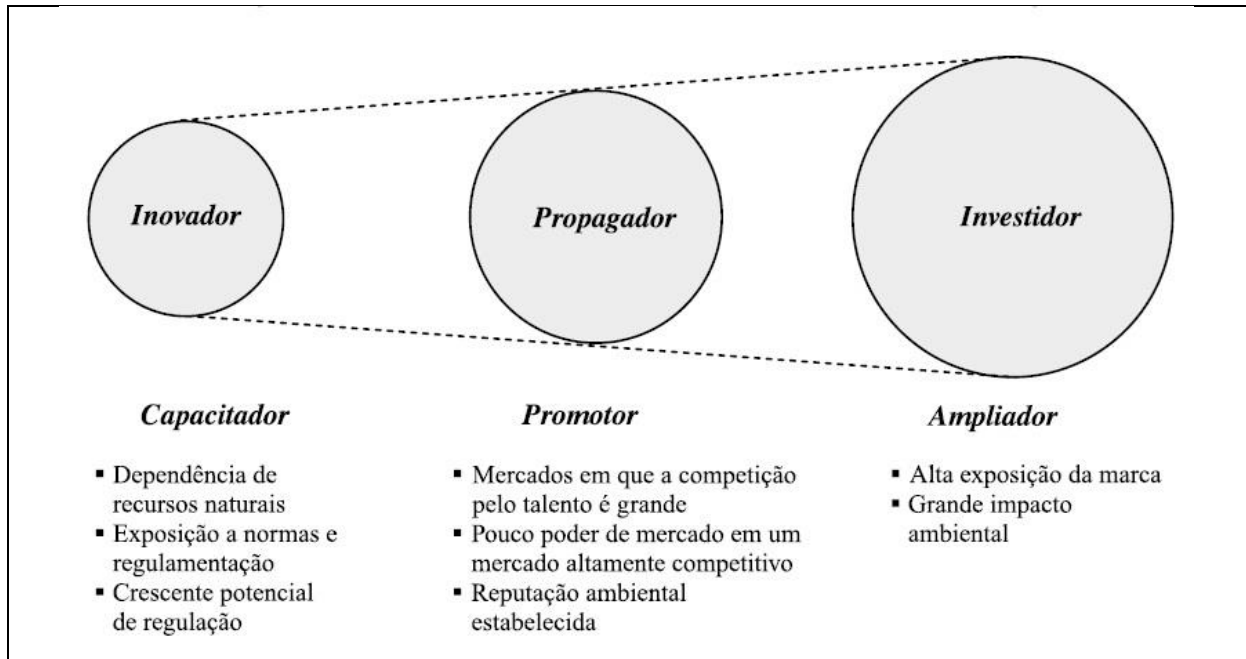 Inovador
Propagador
Investidor
Capacitador
▪ Dependência de
recursos naturais
▪ Exposição a normas e
regulamentação
▪ Crescente potencial
de regulação
Promotor
▪ Mercados em que a competição
pelo talento é grande
▪ Pouco poder de mercado em um
mercado altamente competitivo
▪ Reputação ambiental
estabelecida
Ampliador
▪ Alta exposição da marca
▪ Grande impacto
ambiental